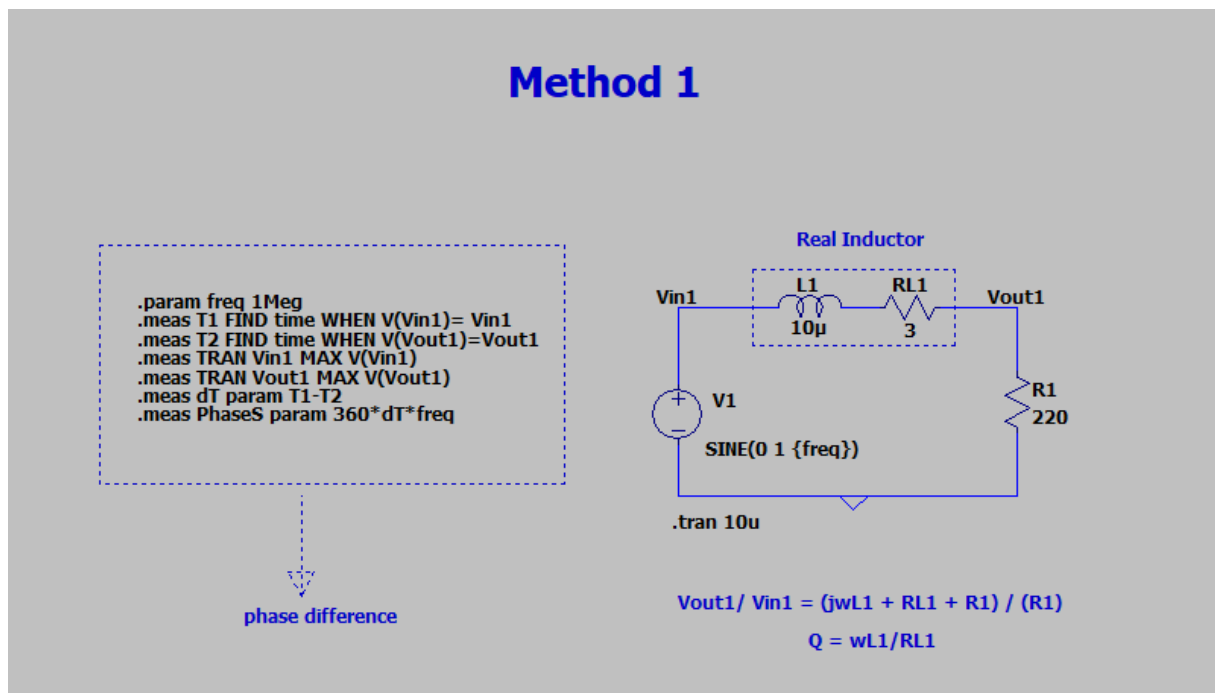 Method 1
.param freq 1Meg
.meas T1 FIND time WHEN V(Vin1)= Vin1
.meas T2 FIND time WHEN V(Vout1)=Vout1
.meas TRAN Vin1 MAX V(Vin1)
.meas TRAN Vout1 MAX V(Vout1)
.meas dT param T1-T2
.meas PhaseS param 360*dT*freq
phase difference
Real Inductor
Vin1
L1
RL1
Vout1
10µ
3
V1
R1
220
SINE(0 1 {freq})
.tran 10u
Vout1/ Vin1 = (jwL1 + RL1 + R1) / (R1)
Q = wL1/RL1